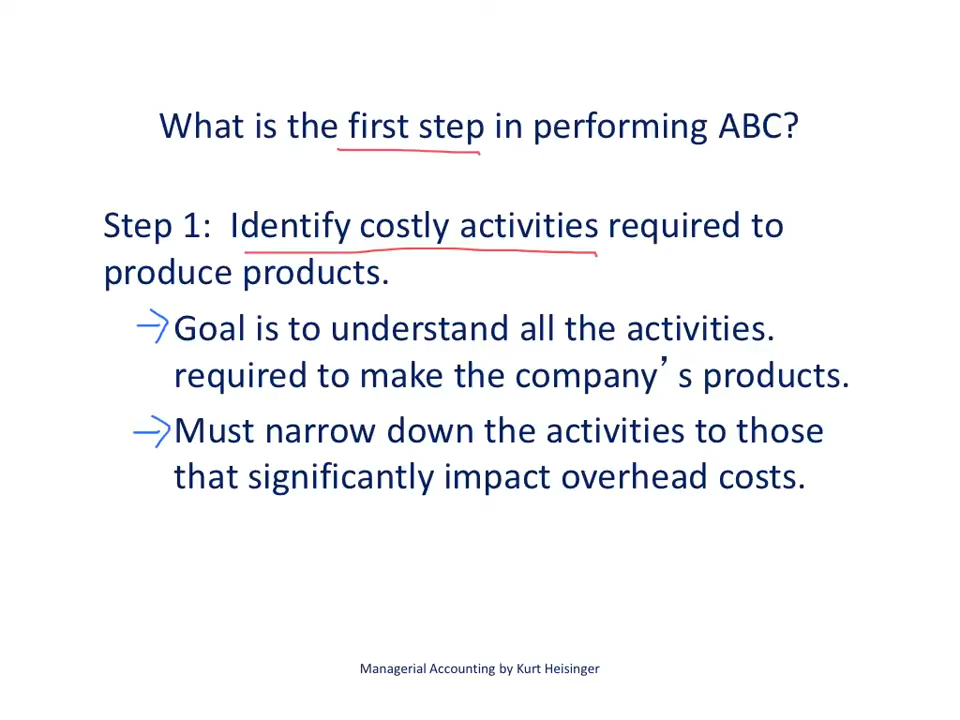 What is the first step in performing ABC?
Step 1:  Identify costly activities required to
produce products.
Goal is to understand all the activities.
required to make the company’ s products.
Must narrow down the activities to those
that significantly impact overhead costs.
Managerial Accounting by Kurt Heisinger